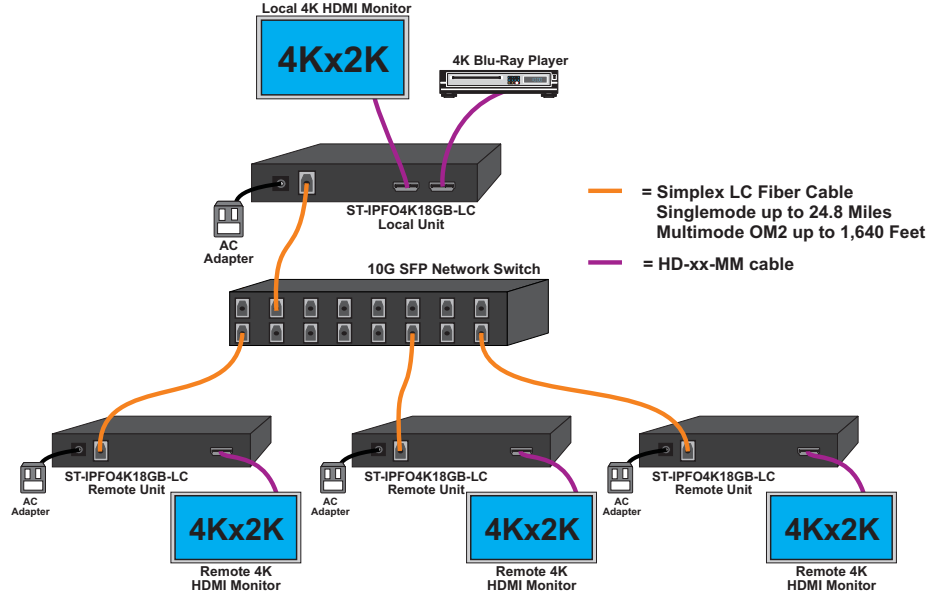 Local 4K HDMI Monitor
4Kx2K
4K Blu-Ray Player
ST-IPFO4K18GB-LC
Local Unit
AC
Adapter
= Simplex LC Fiber Cable
Singlemode up to 24.8 Miles
Multimode OM2 up to 1,640 Feet
= HD-xx-MM cable
10G SFP Network Switch
ST-IPFO4K18GB-LC
Remote Unit
AC
Adapter
4Kx2K
Remote 4K
HDMI Monitor
ST-IPFO4K18GB-LC
Remote Unit
AC
Adapter
4Kx2K
Remote 4K
HDMI Monitor
ST-IPFO4K18GB-LC
Remote Unit
AC
Adapter
4Kx2K
Remote 4K
HDMI Monitor